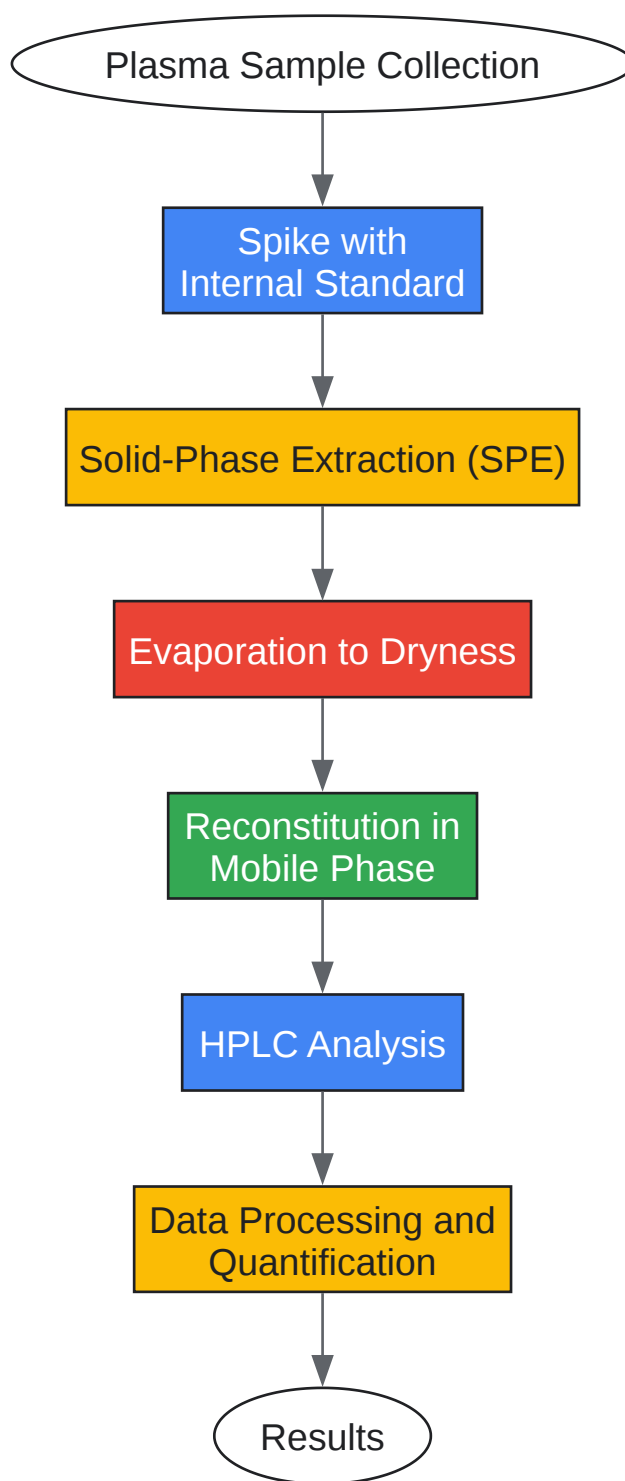 Plasma Sample Collection
Spike with
Internal Standard
Solid-Phase Extraction (SPE)
Evaporation to Dryness
Reconstitution in
Mobile Phase
HPLC Analysis
Data Processing and
Quantification
Results